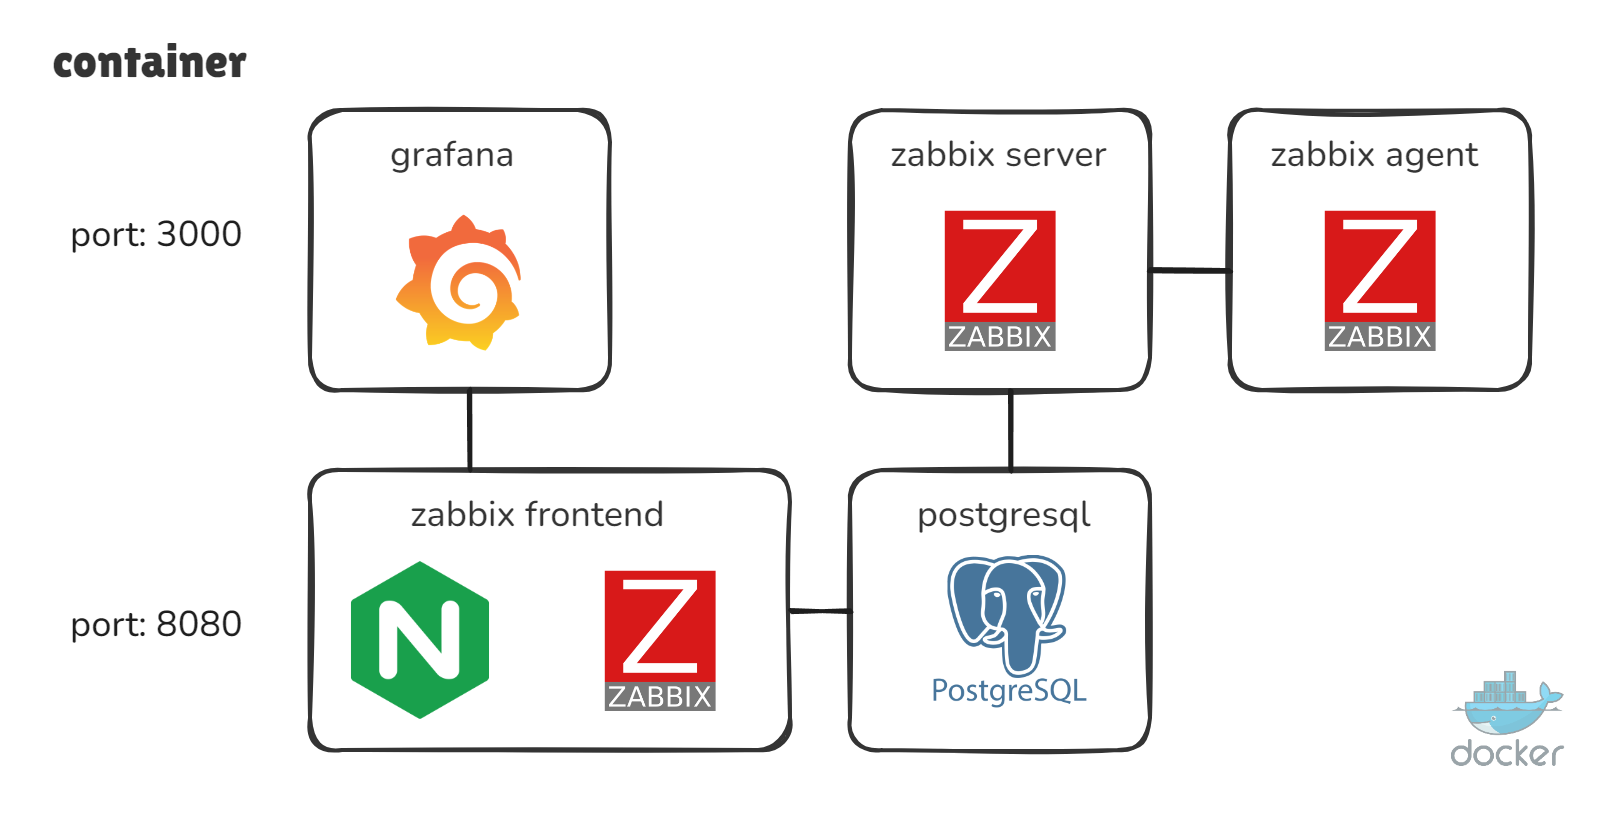 container
grafana
zabbix server
zabbix agent
port: 3000
ZABBIX
ZABBIX
zabbix frontend
postgresql
port: 8080
ZABBIX
PostgreSQL
docker